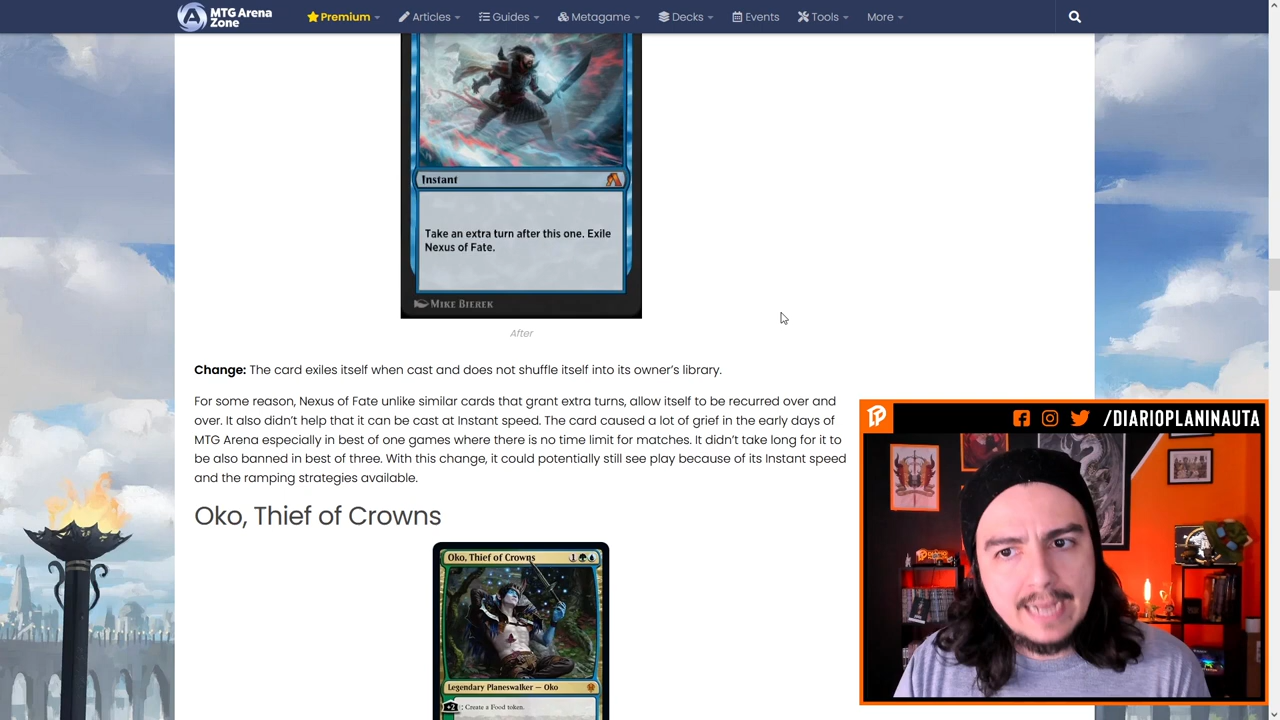 MTG Arena
Zone
Premium
Articles
Guides
Metagame
Decks
Events
Tools
More
Instant
Take an extra turn after this one. Exile
Nexus of Fate.
Mike Bierek
After
Change: The card exiles itself when cast and does not shuffle itself into its owner's library.
For some reason, Nexus of Fate unlike similar cards that grant extra turns, allow itself to be recurred over and
over. It also didn't help that it can be cast at Instant speed. The card caused a lot of grief in the early days of
MTG Arena especially in best of one games where there is no time limit for matches. It didn't take long for it to
be also banned in best of three. With this change, it could potentially still see play because of its Instant speed
and the ramping strategies available.
Oko, Thief of Crowns
Oko, Thief of Crowns 1
Legendary Planeswalker — Oko
+2 : Create a Food token.
/DIARIOPLANINAUTA